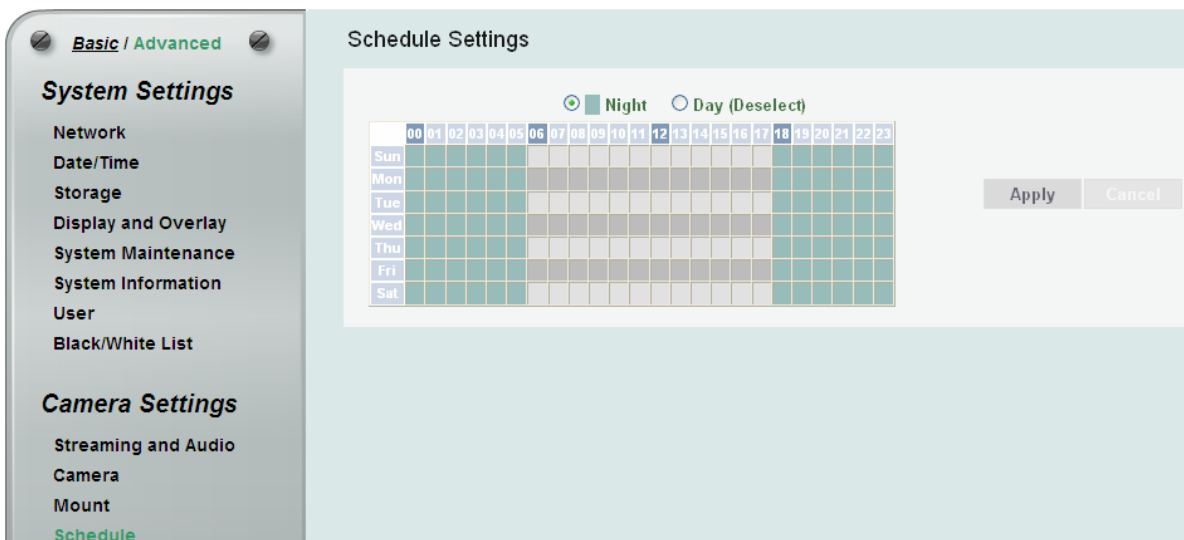 Basic / Advanced
System Settings
Network
Date/Time
Storage
Display and Overlay
System Maintenance
System Information
User
Black/White List
Camera Settings
Streaming and Audio
Camera
Mount
Schedule
Schedule Settings
Night Day (Deselect)
00 01 02 03 04 05 06 07 08 09 10 11 12 13 14 15 16 17 18 19 20 21 22 23
Sun
Mon
Tue
Wed
Thu
Fri
Sat
Apply Cancel